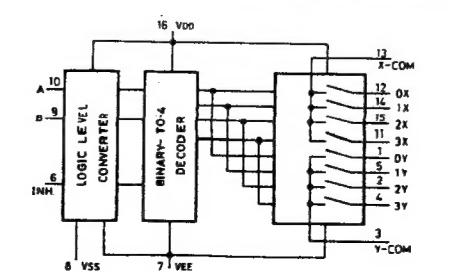 16 VDD
13
X-COM
A 10
12 0X
14 1X
9
15 2X
11 3X
1 0Y
5 1Y
6
INH.
2 2Y
4 3Y
LOGIC LEVEL
CONVERTER
BINARY-TO-4
DECODER
3
Y-COM
8 VSS
7 VEE